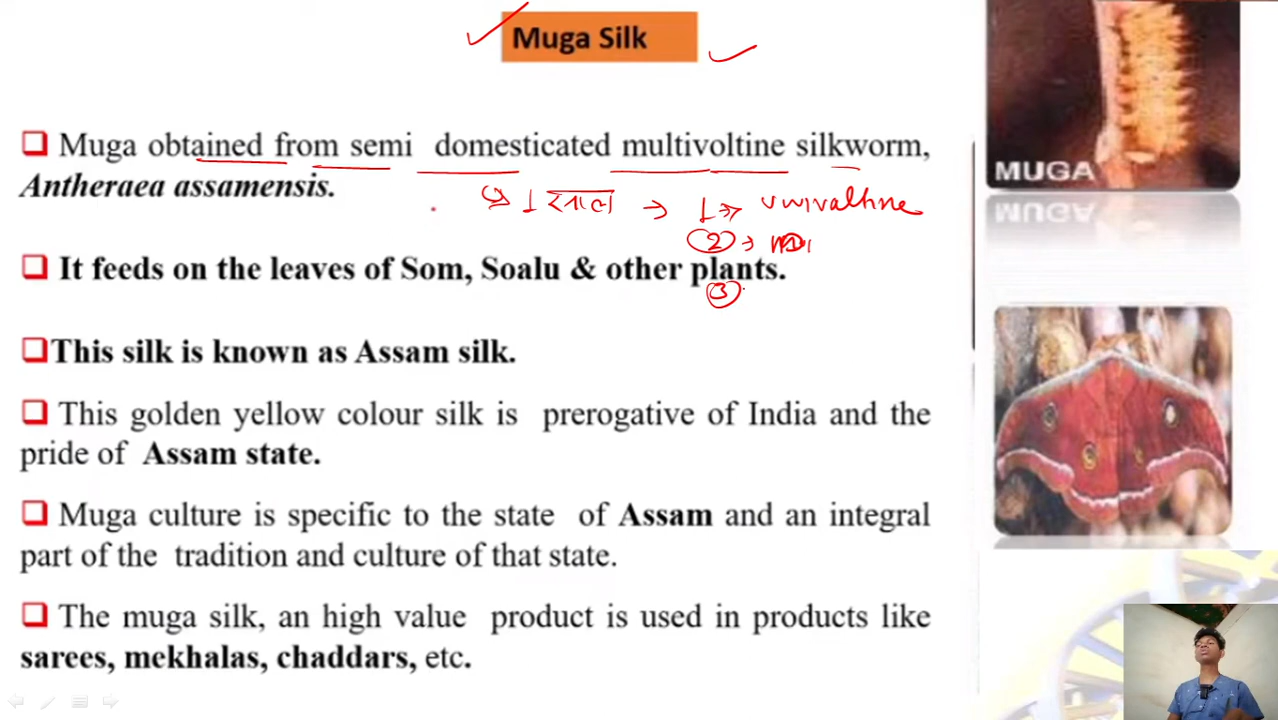 Muga Silk
MUGA
Muga obtained from semi domesticated multivoltine silkworm,
Antheraea assamensis.
1 साल → 1 → univoltine
2 →
It feeds on the leaves of Som, Soalu & other plants.
3
This silk is known as Assam silk.
This golden yellow colour silk is prerogative of India and the
pride of Assam state.
Muga culture is specific to the state of Assam and an integral
part of the tradition and culture of that state.
The muga silk, an high value product is used in products like
sarees, mekhalas, chaddars, etc.